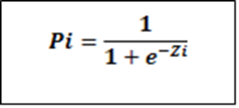 Pi = 1 / (1 + e^{-Zi})